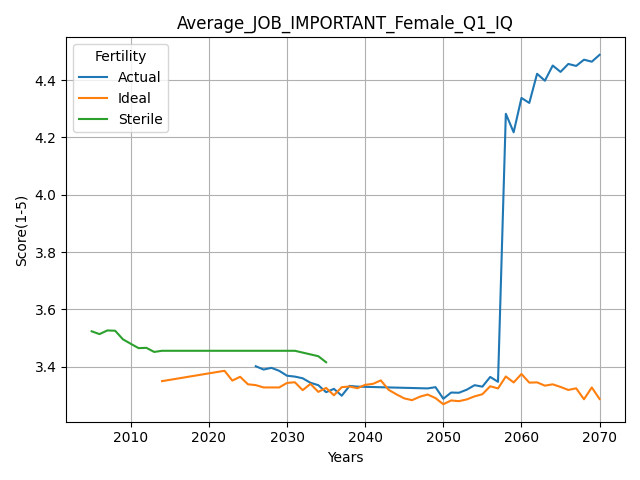 Average_JOB_IMPORTANT_Female_Q1_IQ
Fertility
Actual
Ideal
Sterile
Score(1-5)
4.4
4.2
4.0
3.8
3.6
3.4
2010 2020 2030 2040 2050 2060 2070
Years